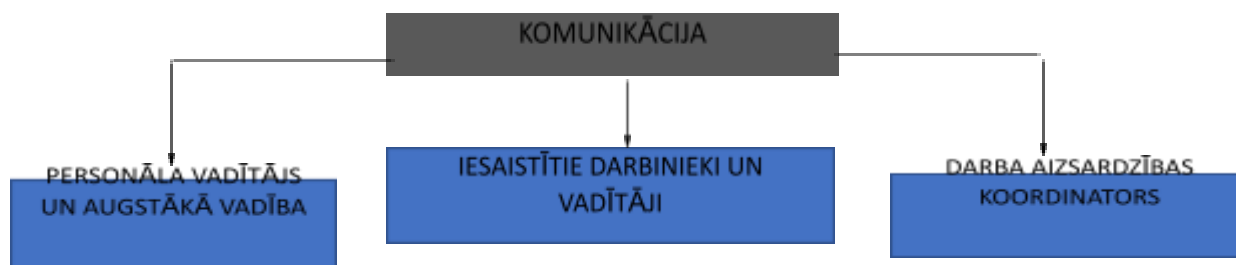 KOMUNIKĀCIJA
PERSONĀLA VADĪTĀJS
UN AUGSTĀKĀ VADĪBA
IESAISTĪTIE DARBINIEKI UN
VADĪTĀJI
DARBA AIZSARDZĪBAS
KOORDINATORS